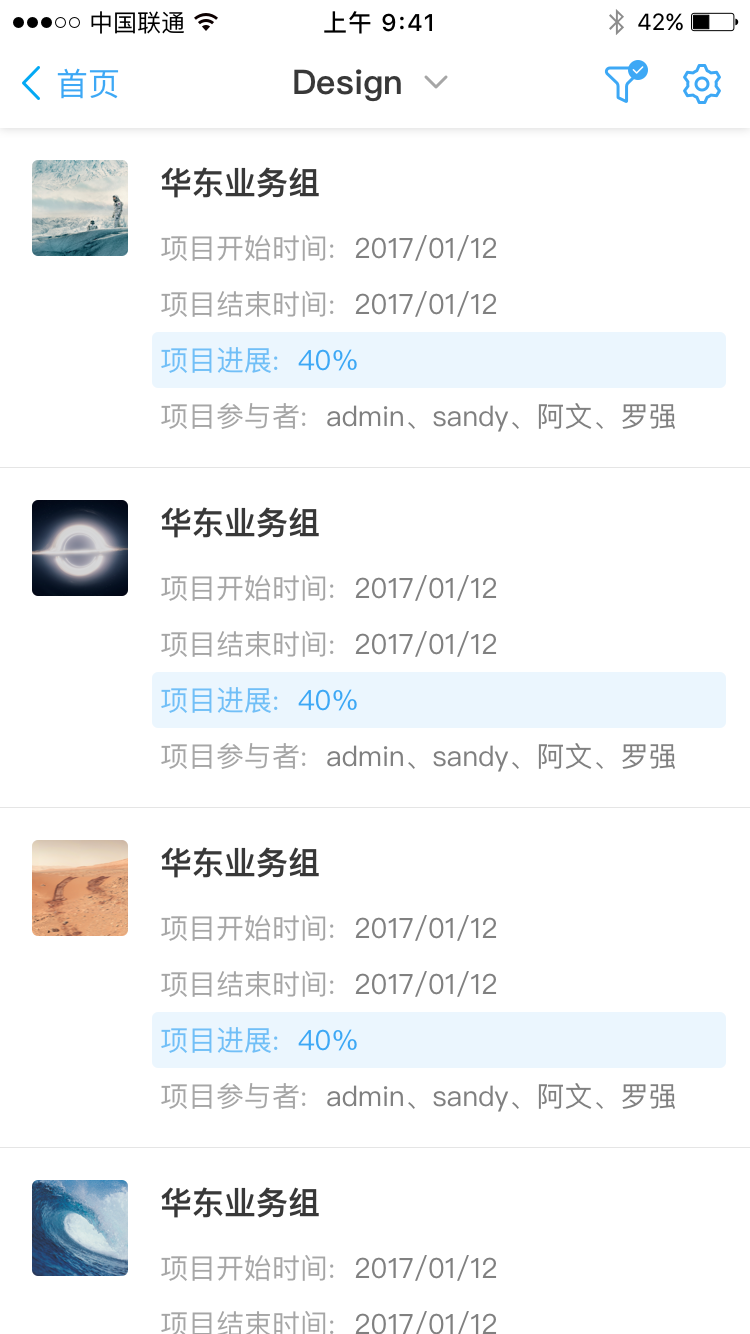 中国联通 上午 9:41 42%
首页 Design
华东业务组
项目开始时间: 2017/01/12
项目结束时间: 2017/01/12
项目进展: 40%
项目参与者: admin、sandy、阿文、罗强
华东业务组
项目开始时间: 2017/01/12
项目结束时间: 2017/01/12
项目进展: 40%
项目参与者: admin、sandy、阿文、罗强
华东业务组
项目开始时间: 2017/01/12
项目结束时间: 2017/01/12
项目进展: 40%
项目参与者: admin、sandy、阿文、罗强
华东业务组
项目开始时间: 2017/01/12
项目结束时间: 2017/01/12